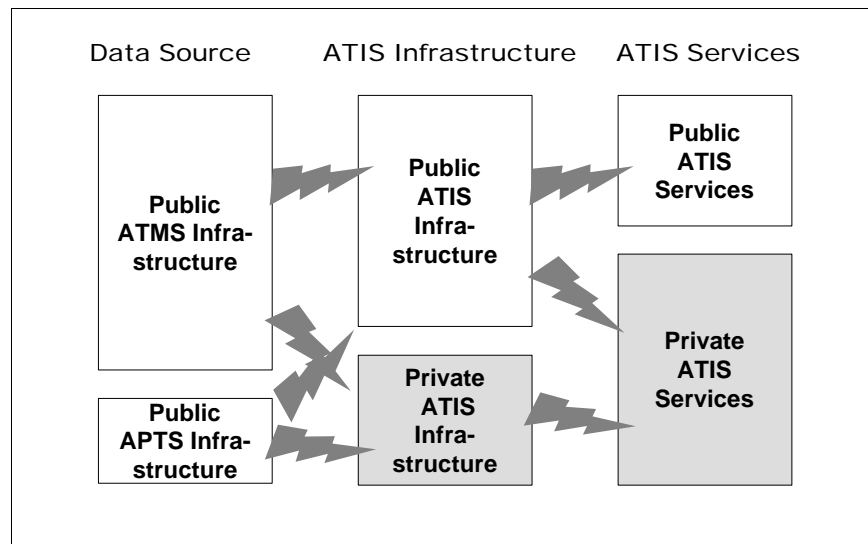 Data Source
ATIS Infrastructure
ATIS Services
Public
ATMS Infra-
structure
Public
APTS Infra-
structure
Public
ATIS
Infra-
structure
Private
ATIS
Infra-
structure
Public
ATIS
Services
Private
ATIS
Services